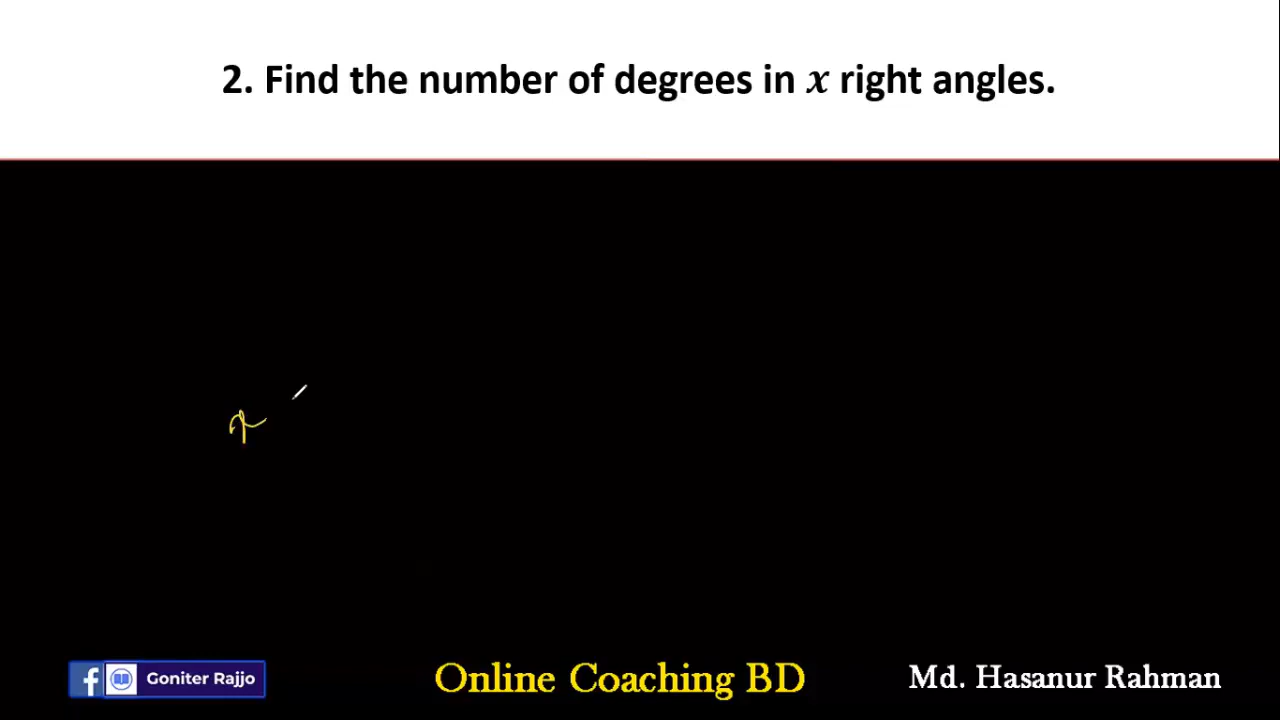 2. Find the number of degrees in x right angles.
Goniter Rajjo
Online Coaching BD
Md. Hasanur Rahman